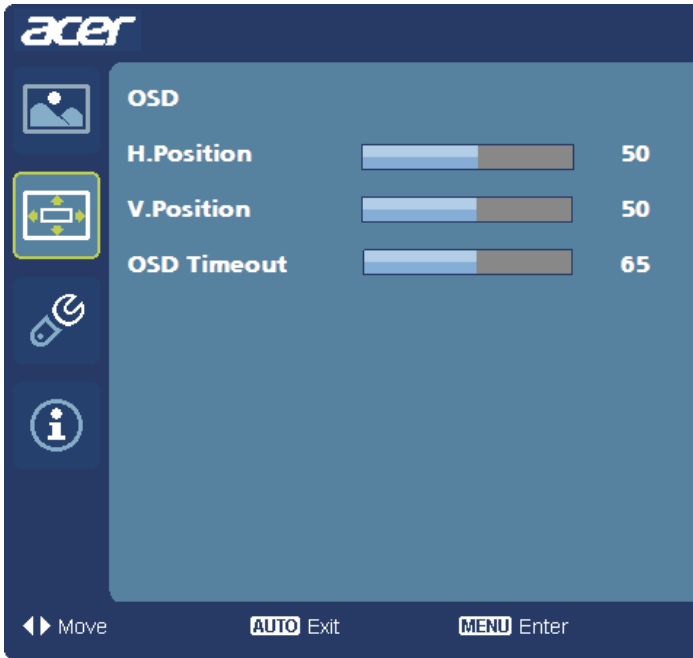 acer
OSD
H.Position 50
V.Position 50
OSD Timeout 65
Move AUTO Exit MENU Enter